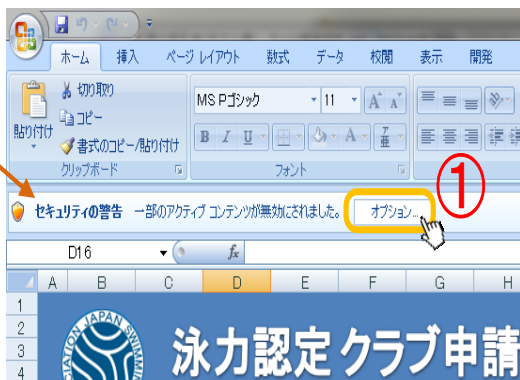 ホーム 挿入 ページ レイアウト 数式 データ 校閲 表示 開発
切り取り
コピー
書式のコピー/貼り付け
貼り付け
MS Pゴシック 11 A A
B I U A 亜
クリップボード フォント
①
セキュリティの警告 一部のアクティブ コンテンツが無効にされました。 オプション...
D16 fx
A B C D E F G H
1
2
3
4
JAPAN SWIMMING
泳力認定 クラブ申請